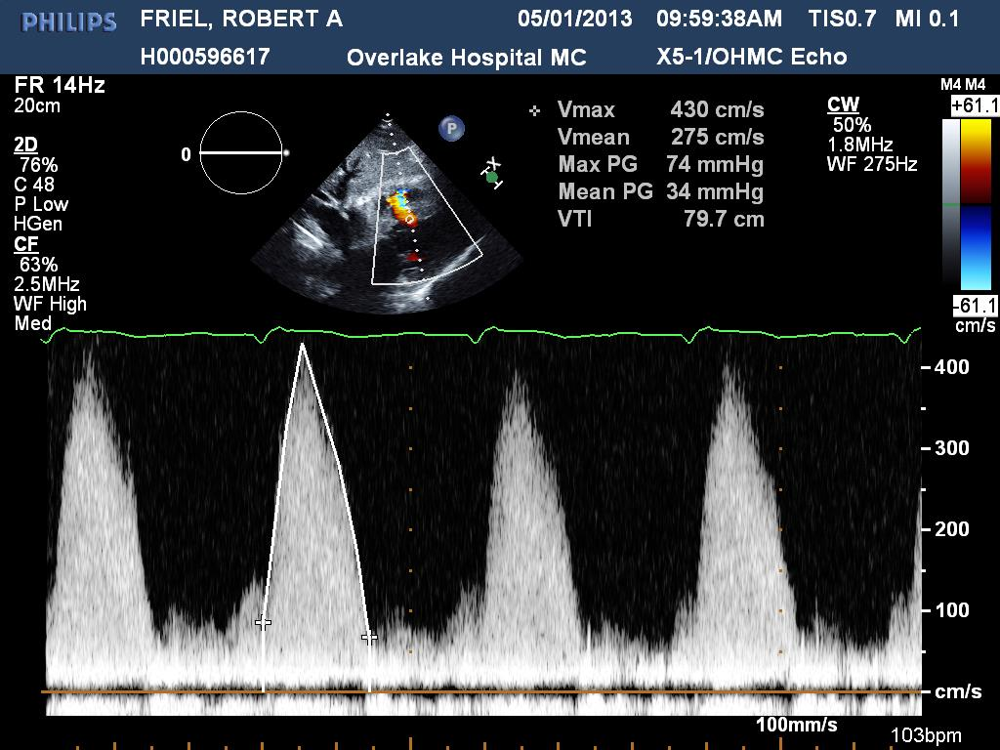 PHILIPS
FRIEL, ROBERT A
05/01/2013 09:59:38AM TIS0.7 MI 0.1
H000596617
Overlake Hospital MC
X5-1/OHMC Echo
FR 14Hz
20cm
2D
76%
C 48
P Low
HGen
CF
63%
2.5MHz
WF High
Med
0
P
Vmax 430 cm/s
Vmean 275 cm/s
Max PG 74 mmHg
Mean PG 34 mmHg
VTI 79.7 cm
CW
50%
1.8MHz
WF 275Hz
M4 M4
+61.1
-61.1
cm/s
400
300
200
100
cm/s
100mm/s
103bpm